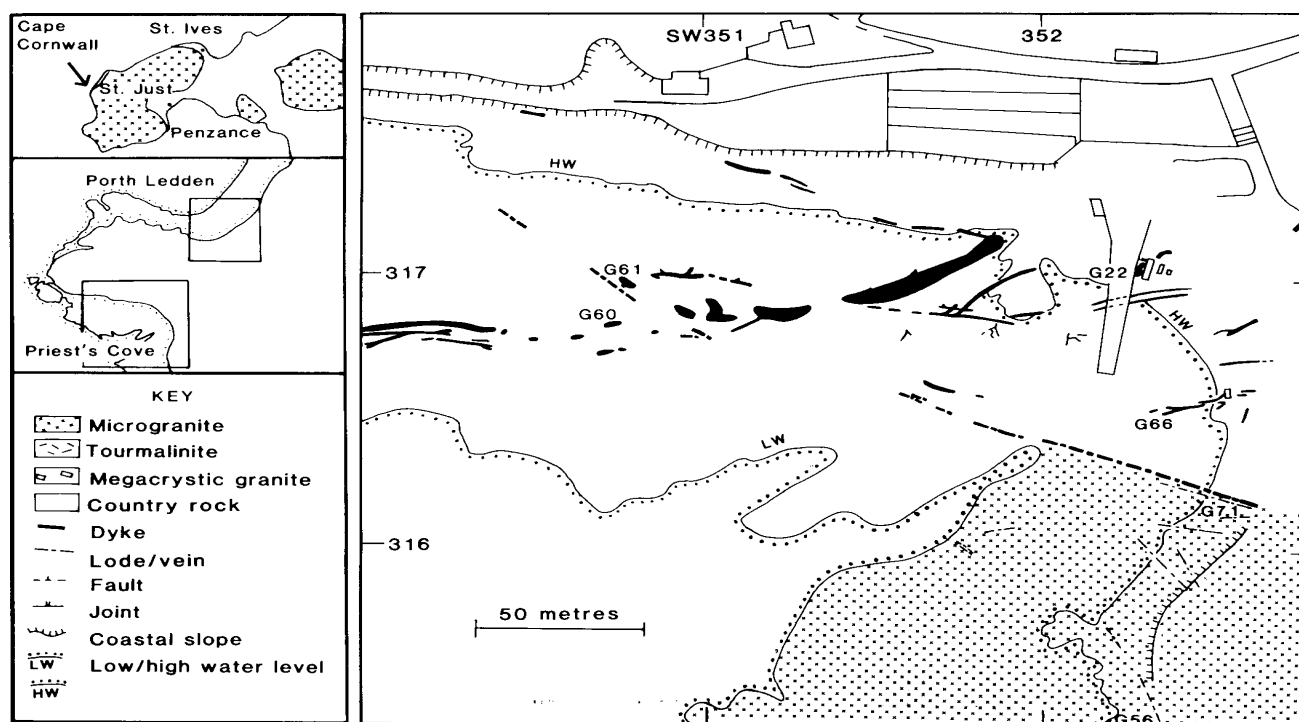 Cape
Cornwall
St. Ives
St. Just
Penzance
Porth Ledden
Priest's Cove
KEY
Microgranite
Tourmalinite
Megacrystic granite
Country rock
Dyke
Lode/vein
Fault
Joint
Coastal slope
LW
Low/high water level
HW
SW351
352
HW
317
G61
G22
G60
HW
G66
LW
G71
316
50 metres
G56